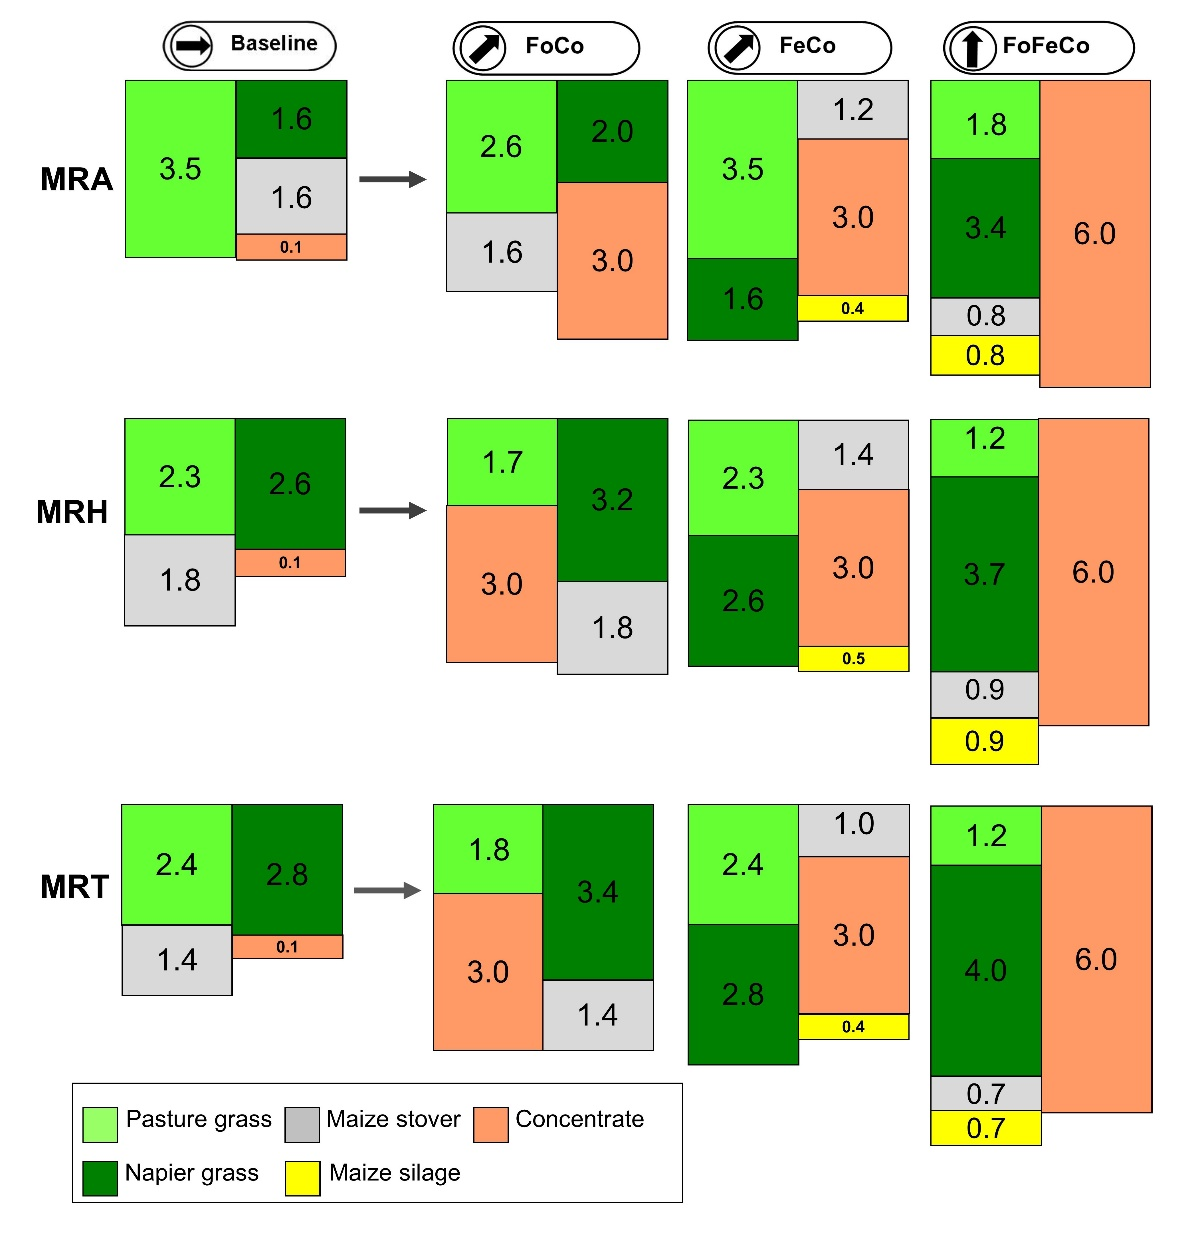 Baseline FoCo FeCo FoFeCo
MRA
3.5 1.6 1.6 0.1
2.6 1.6 2.0 3.0
3.5 1.6 1.2 3.0 0.4
1.8 3.4 0.8 0.8 6.0
MRH
2.3 1.8 2.6 0.1
1.7 3.0 3.2 1.8
2.3 2.6 1.4 3.0 0.5
1.2 3.7 0.9 0.9 6.0
MRT
2.4 1.4 2.8 0.1
1.8 3.0 3.4 1.4
2.4 2.8 1.0 3.0 0.4
1.2 4.0 0.7 0.7 6.0
Pasture grass Maize stover Concentrate
Napier grass Maize silage